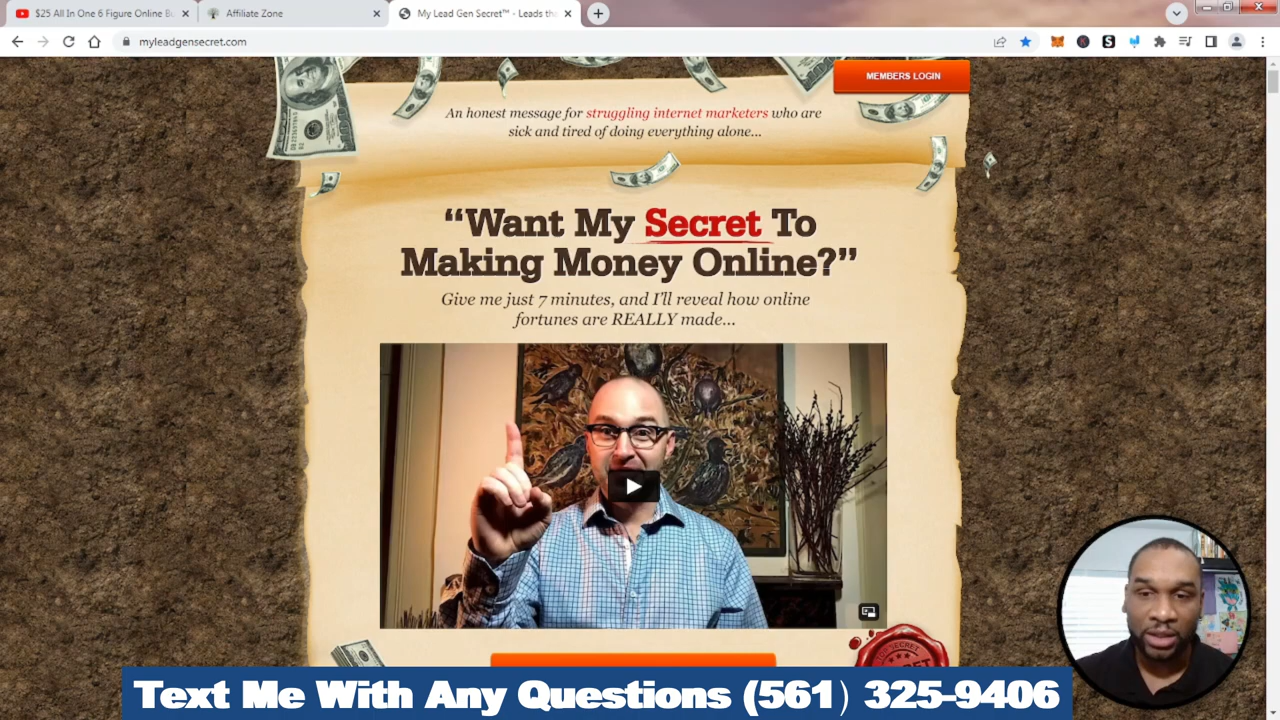 $25 All In One 6 Figure Online Bu
Affiliate Zone
My Lead Gen Secret™ - Leads tha
myleadgensecret.com
MEMBERS LOGIN
An honest message for struggling internet marketers who are
sick and tired of doing everything alone...
“Want My Secret To
Making Money Online?”
Give me just 7 minutes, and I'll reveal how online
fortunes are REALLY made...
SECRET
Text Me With Any Questions (561) 325-9406